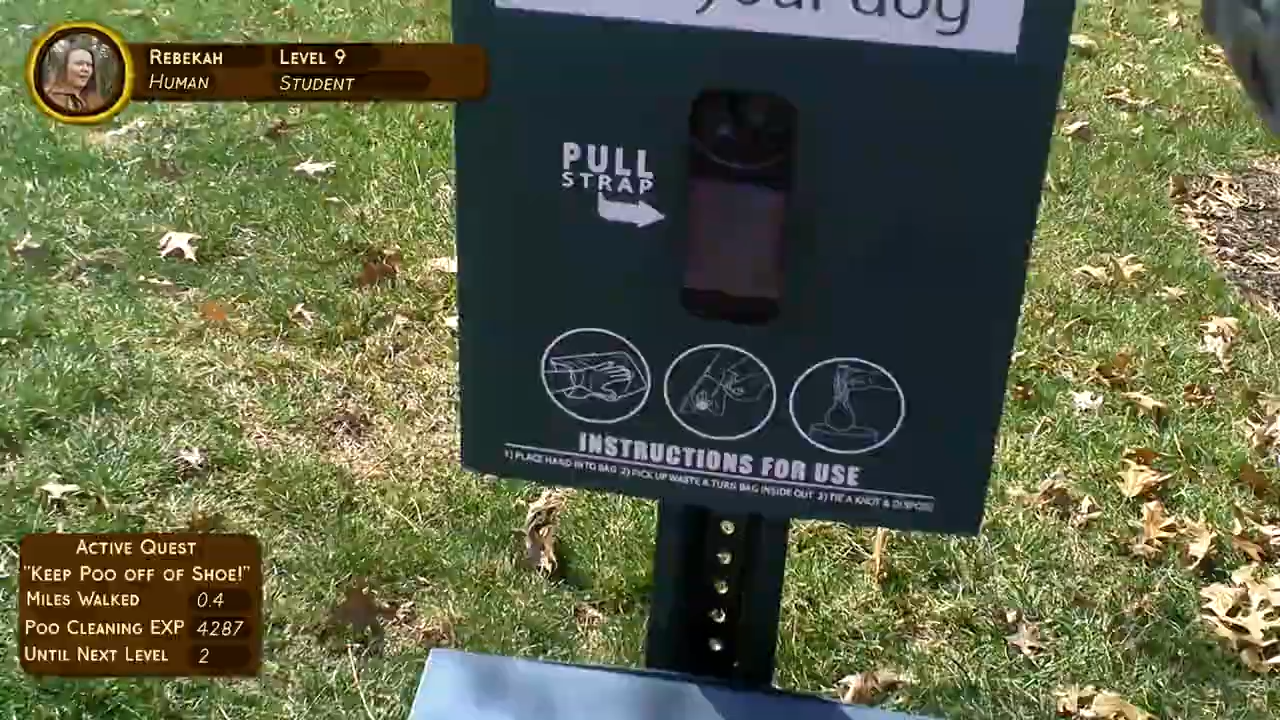 your dog
REBEKAH LEVEL 9
HUMAN STUDENT
PULL
STRAP
INSTRUCTIONS FOR USE
1) PLACE HAND INTO BAG 2) PICK UP WASTE & TURN BAG INSIDE OUT 3) TIE A KNOT & DISPOSE
ACTIVE QUEST
"KEEP POO OFF OF SHOE!"
MILES WALKED 0.4
POO CLEANING EXP 4287
UNTIL NEXT LEVEL 2